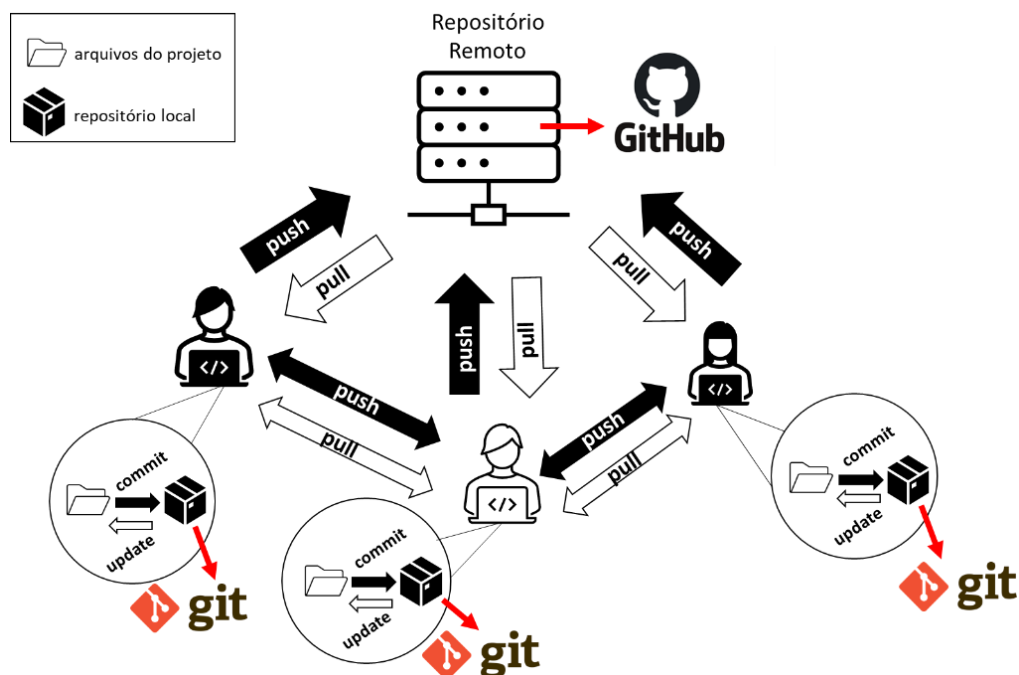 Repositório
Remoto
arquivos do projeto
repositório local
GitHub
push
pull
push
pull
pull
push
</>
</>
push
pull
push
pull
</>
commit
update
git
commit
update
git
commit
update
git